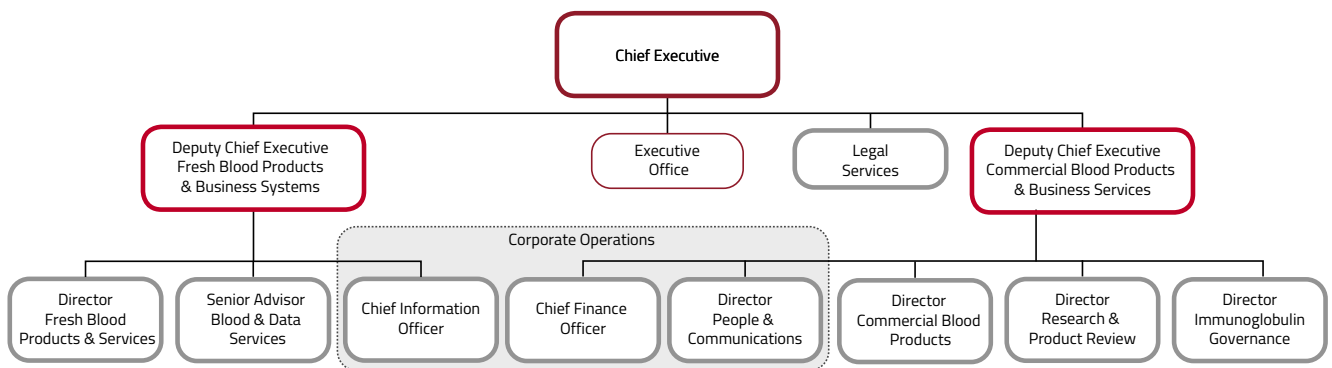 Chief Executive
Deputy Chief Executive
Fresh Blood Products
& Business Systems
Executive
Office
Legal
Services
Deputy Chief Executive
Commercial Blood Products
& Business Services
Corporate Operations
Director
Fresh Blood
Products & Services
Senior Advisor
Blood & Data
Services
Chief Information
Officer
Chief Finance
Officer
Director
People &
Communications
Director
Commercial Blood
Products
Director
Research &
Product Review
Director
Immunoglobulin
Governance